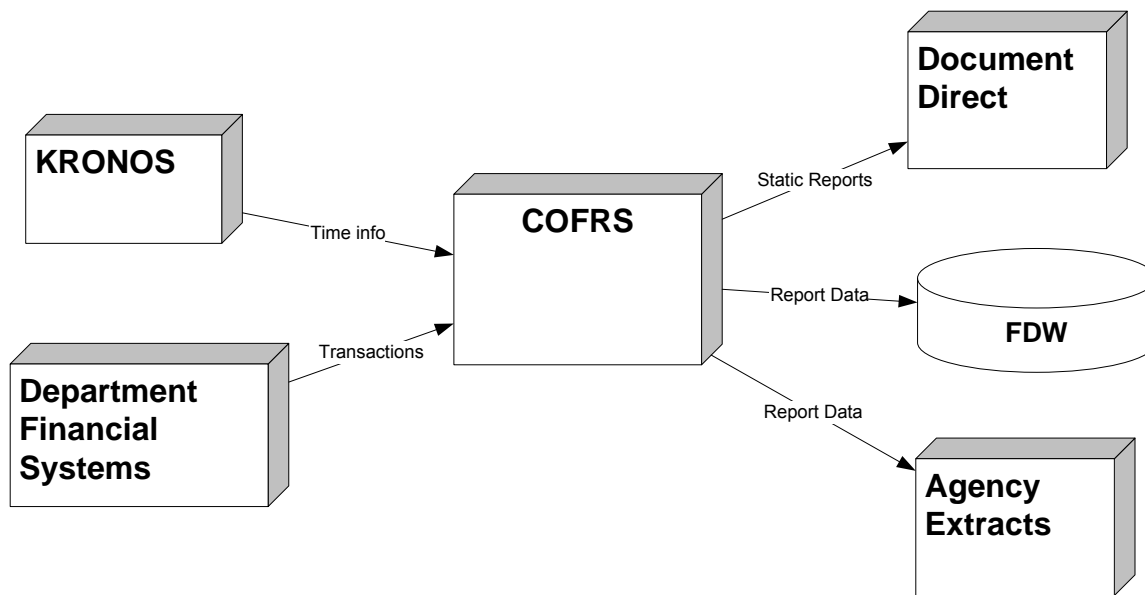 Document
Direct
KRONOS
Static Reports
COFRS
Time info
Report Data
FDW
Transactions
Department
Financial
Systems
Report Data
Agency
Extracts